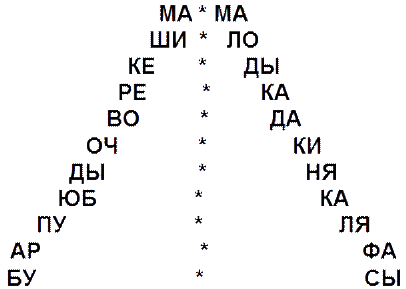 МА * МА
ШИ * ЛО
КЕ * ДЫ
РЕ * КА
ВО * ДА
ОЧ * КИ
ДЫ * НЯ
ЮБ * КА
ПУ * ЛЯ
АР * ФА
БУ * СЫ